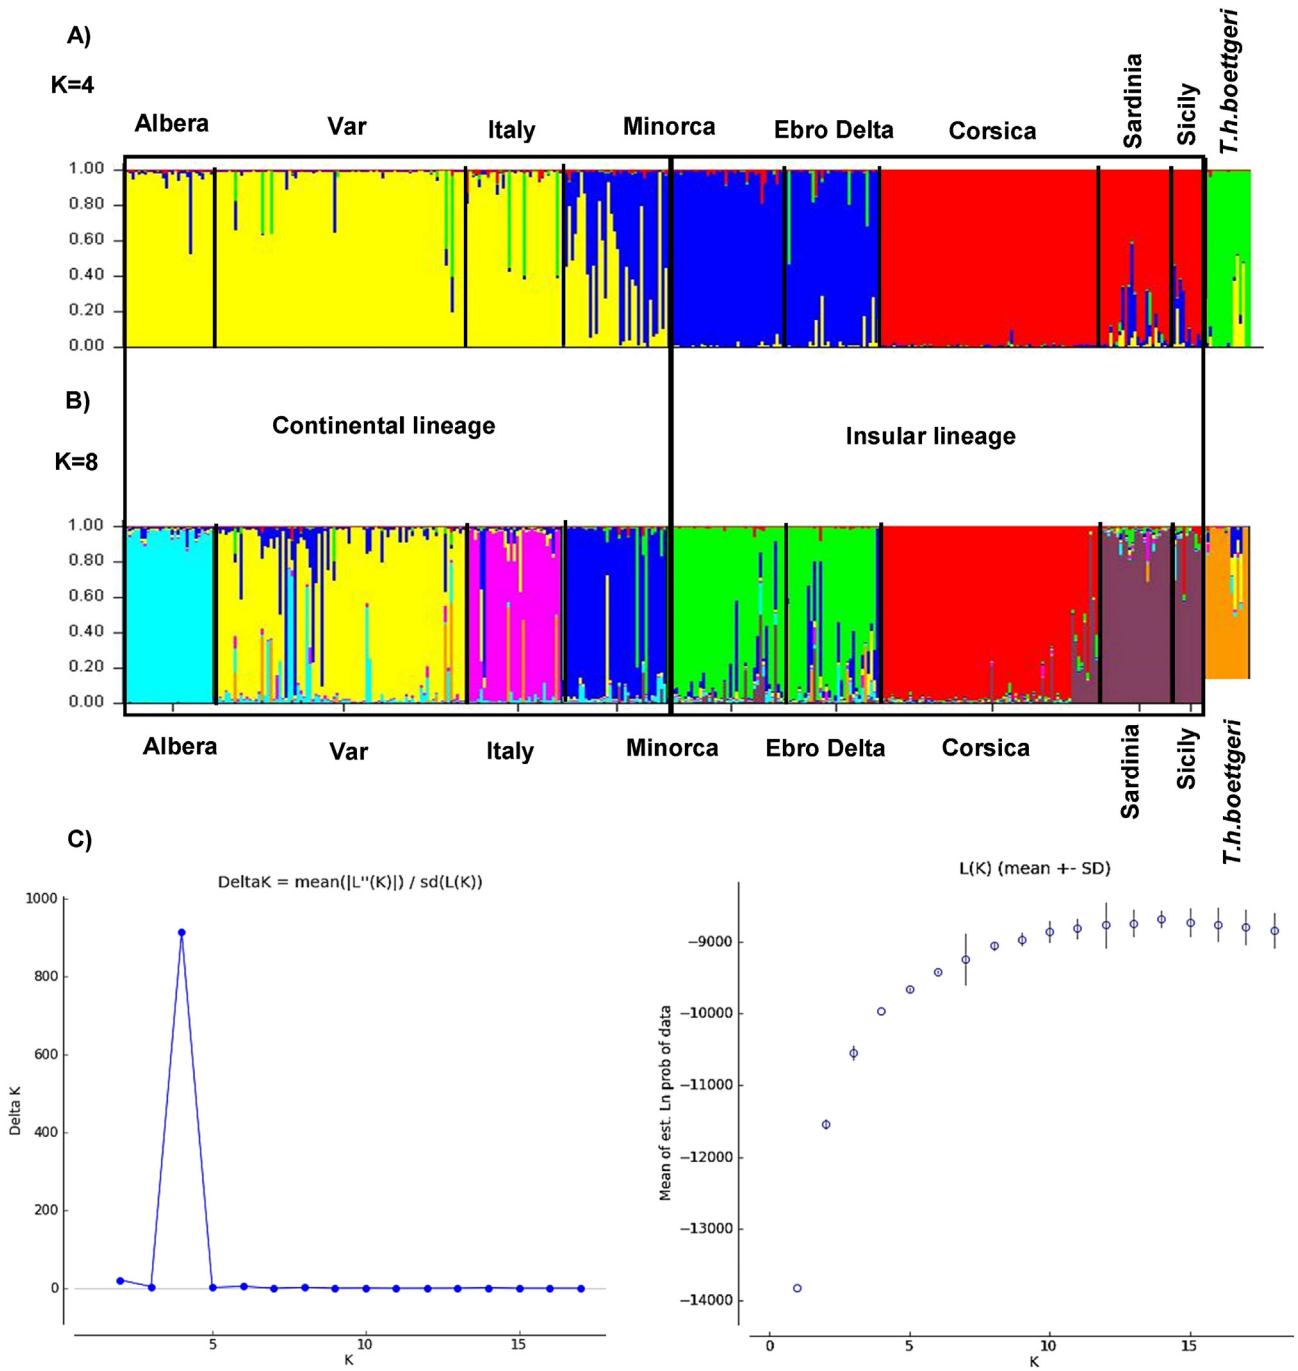 A)
K=4
Albera Var Italy Minorca Ebro Delta Corsica Sardinia Sicily T.h.boettgeri
1.00
0.80
0.60
0.40
0.20
0.00
B)
Continental lineage Insular lineage
K=8
1.00
0.80
0.60
0.40
0.20
0.00
Albera Var Italy Minorca Ebro Delta Corsica Sardinia Sicily T.h.boettgeri
C)
DeltaK = mean(|L''(K)|) / sd(L(K))
Delta K
1000
800
600
400
200
0
5 10 15
K
L(K) (mean +- SD)
Mean of est. Ln prob of data
−9000
−10000
−11000
−12000
−13000
−14000
0 5 10 15
K